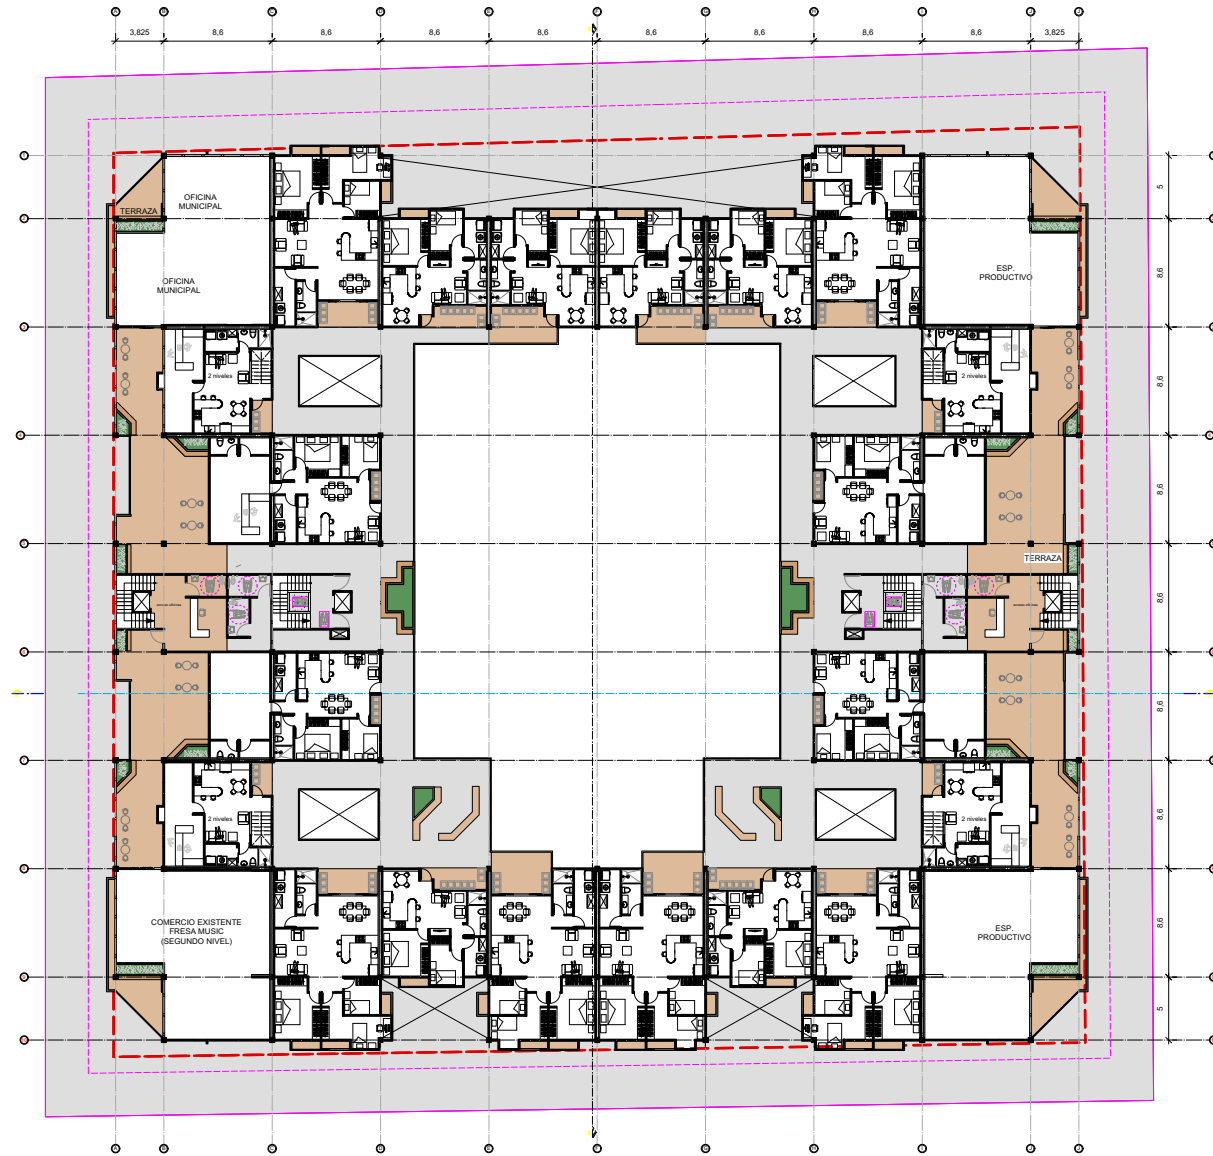 3,825 8,6 8,6 8,6 8,6 8,6 8,6 8,6 3,825
5
OFICINA
MUNICIPAL
TERRAZA
OFICINA
MUNICIPAL
ESP.
PRODUCTIVO
8,6
2 niveles
2 niveles
8,6
8,6
TERRAZA
8,6
8,6
2 niveles
2 niveles
8,6
COMERCIO EXISTENTE
FRESA MUSIC
(SEGUNDO NIVEL)
ESP.
PRODUCTIVO
8,6
5